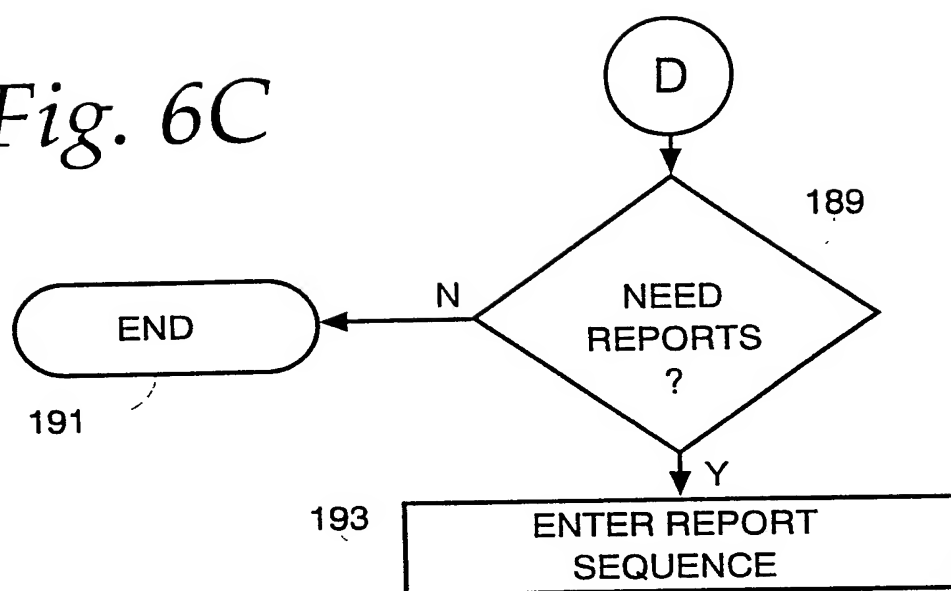 Fig. 6C
D
189
NEED
REPORTS
?
N
END
191
Y
193
ENTER REPORT
SEQUENCE